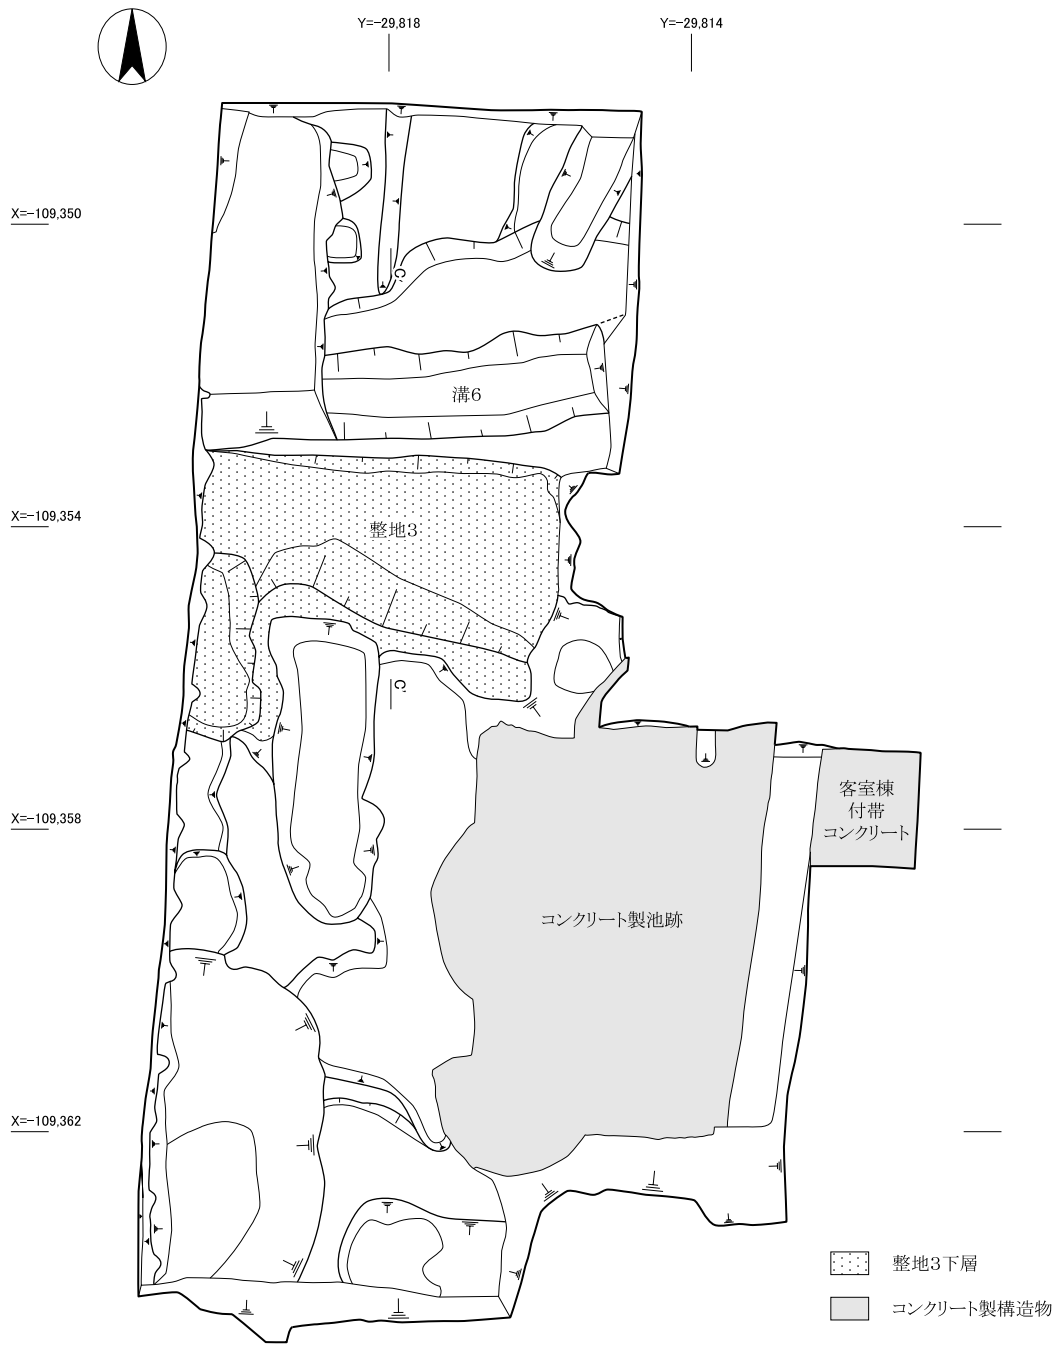 Y=-29,818
Y=-29,814
X=-109,350
C'
溝6
X=-109,354
整地3
C'
客室棟
付帯
コンクリート
X=-109,358
コンクリート製池跡
X=-109,362
整地3下層
コンクリート製構造物